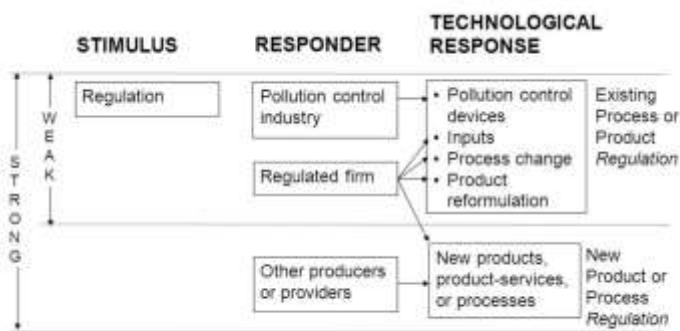 STIMULUS
RESPONDER
TECHNOLOGICAL
RESPONSE
STRONG
WEAK
Regulation
Pollution control
industry
Regulated firm
• Pollution control
devices
• Inputs
• Process change
• Product
reformulation
Existing
Process or
Product
Regulation
Other producers
or providers
New products,
product-services,
or processes
New
Product or
Process
Regulation